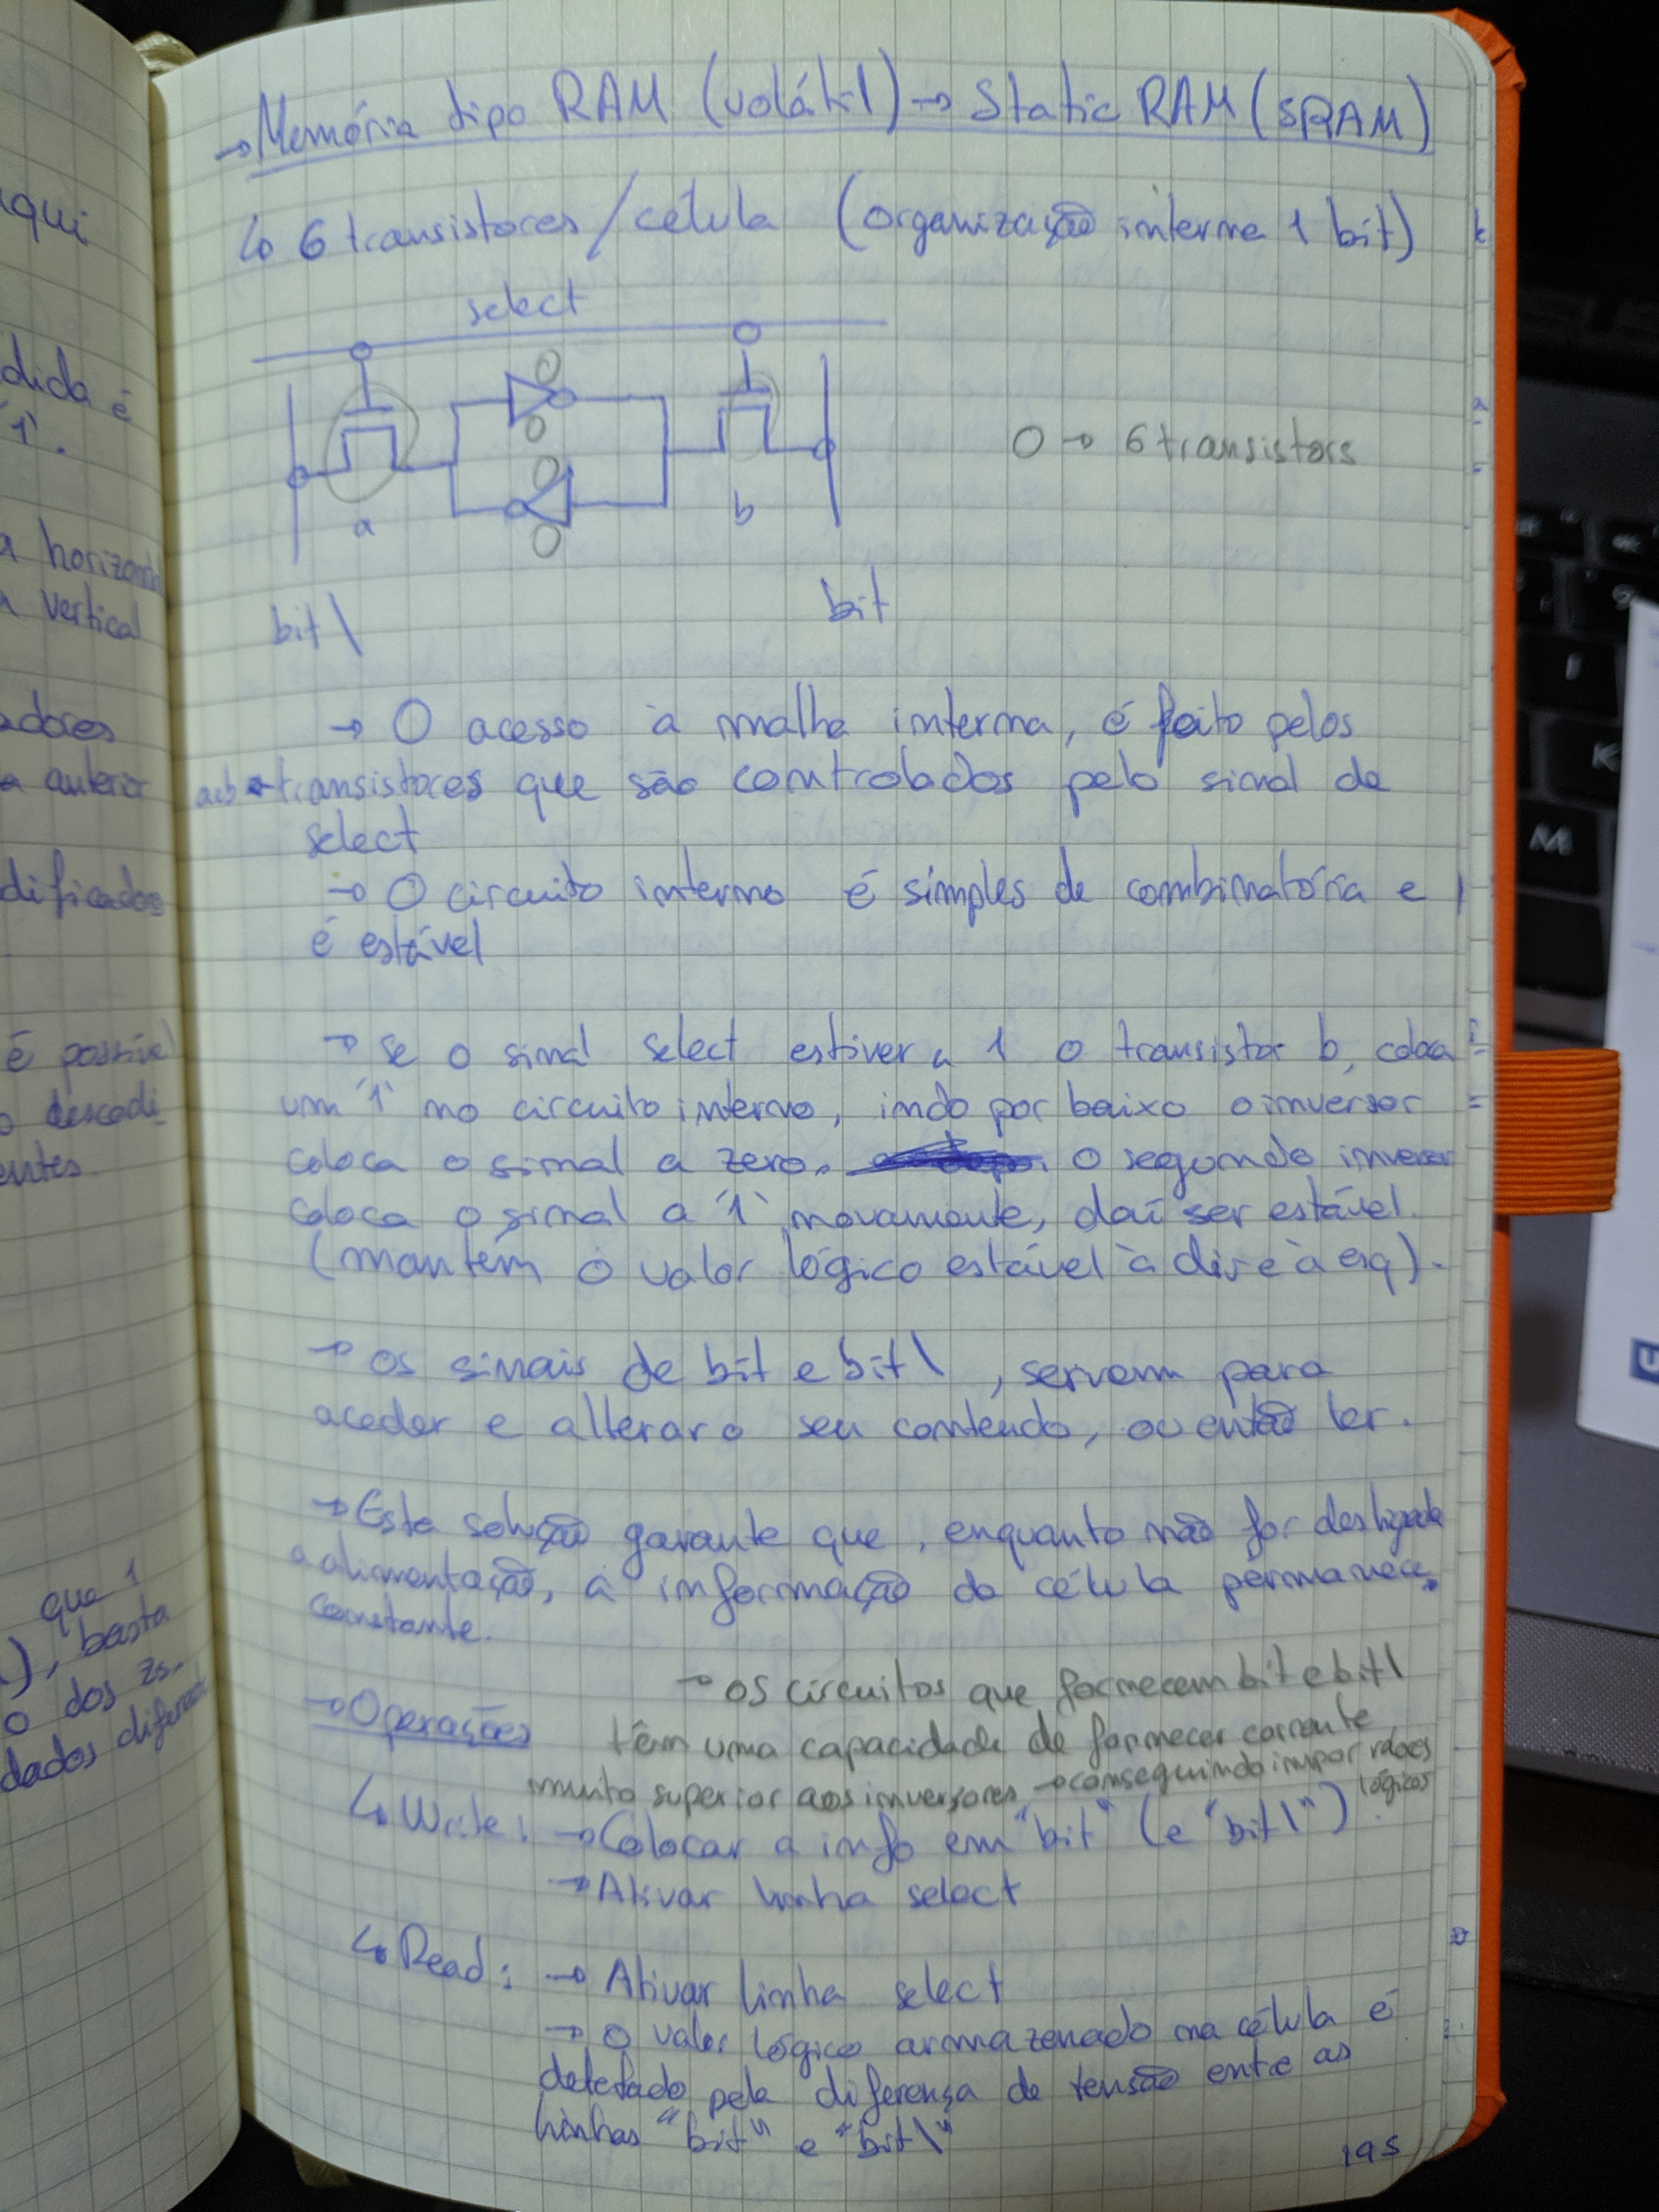 → Memória tipo RAM (volátil) → Static RAM (SRAM)
↳ 6 transistores/célula (organização interna 1 bit)
select
O → 6 transistors
a
b
bit\
bit
→ O acesso à malha interna, é feito pelos
a e b ← transistores que são controlados pelo sinal de
select
→ O circuito interno é simples de combinatória e
é estável
→ se o sinal select estiver a 1 o transistor b, coloca
um '1' no circuito interno, indo por baixo o inversor
coloca o sinal a zero. O segundo inversor
coloca o sinal a '1' novamente, daí ser estável.
(mantém o valor lógico estável à dir e à esq).
→ os sinais de bit e bit\, servem para
aceder e alterar o seu conteúdo, ou então ler.
→ Esta solução garante que, enquanto não for desligada
a alimentação, a informação da célula permanece
constante.
→ os circuitos que fornecem bit e bit\
→ Operações têm uma capacidade de fornecer corrente
muito superior aos inversores → conseguindo impor valores
lógicos
↳ Write: → Colocar a info em "bit" (e "bit\")
→ Ativar linha select
↳ Read: → Ativar linha select
→ O valor lógico armazenado na célula é
detetado pela diferença de tensão entre as
linhas "bit" e "bit\"
195
aqui
dida é
'1'.
a horizontal
a vertical
adores
a anterior
dificados
é possível
o descodi-
entes.
que 1
), basta
o dos zs.
dados diferentes